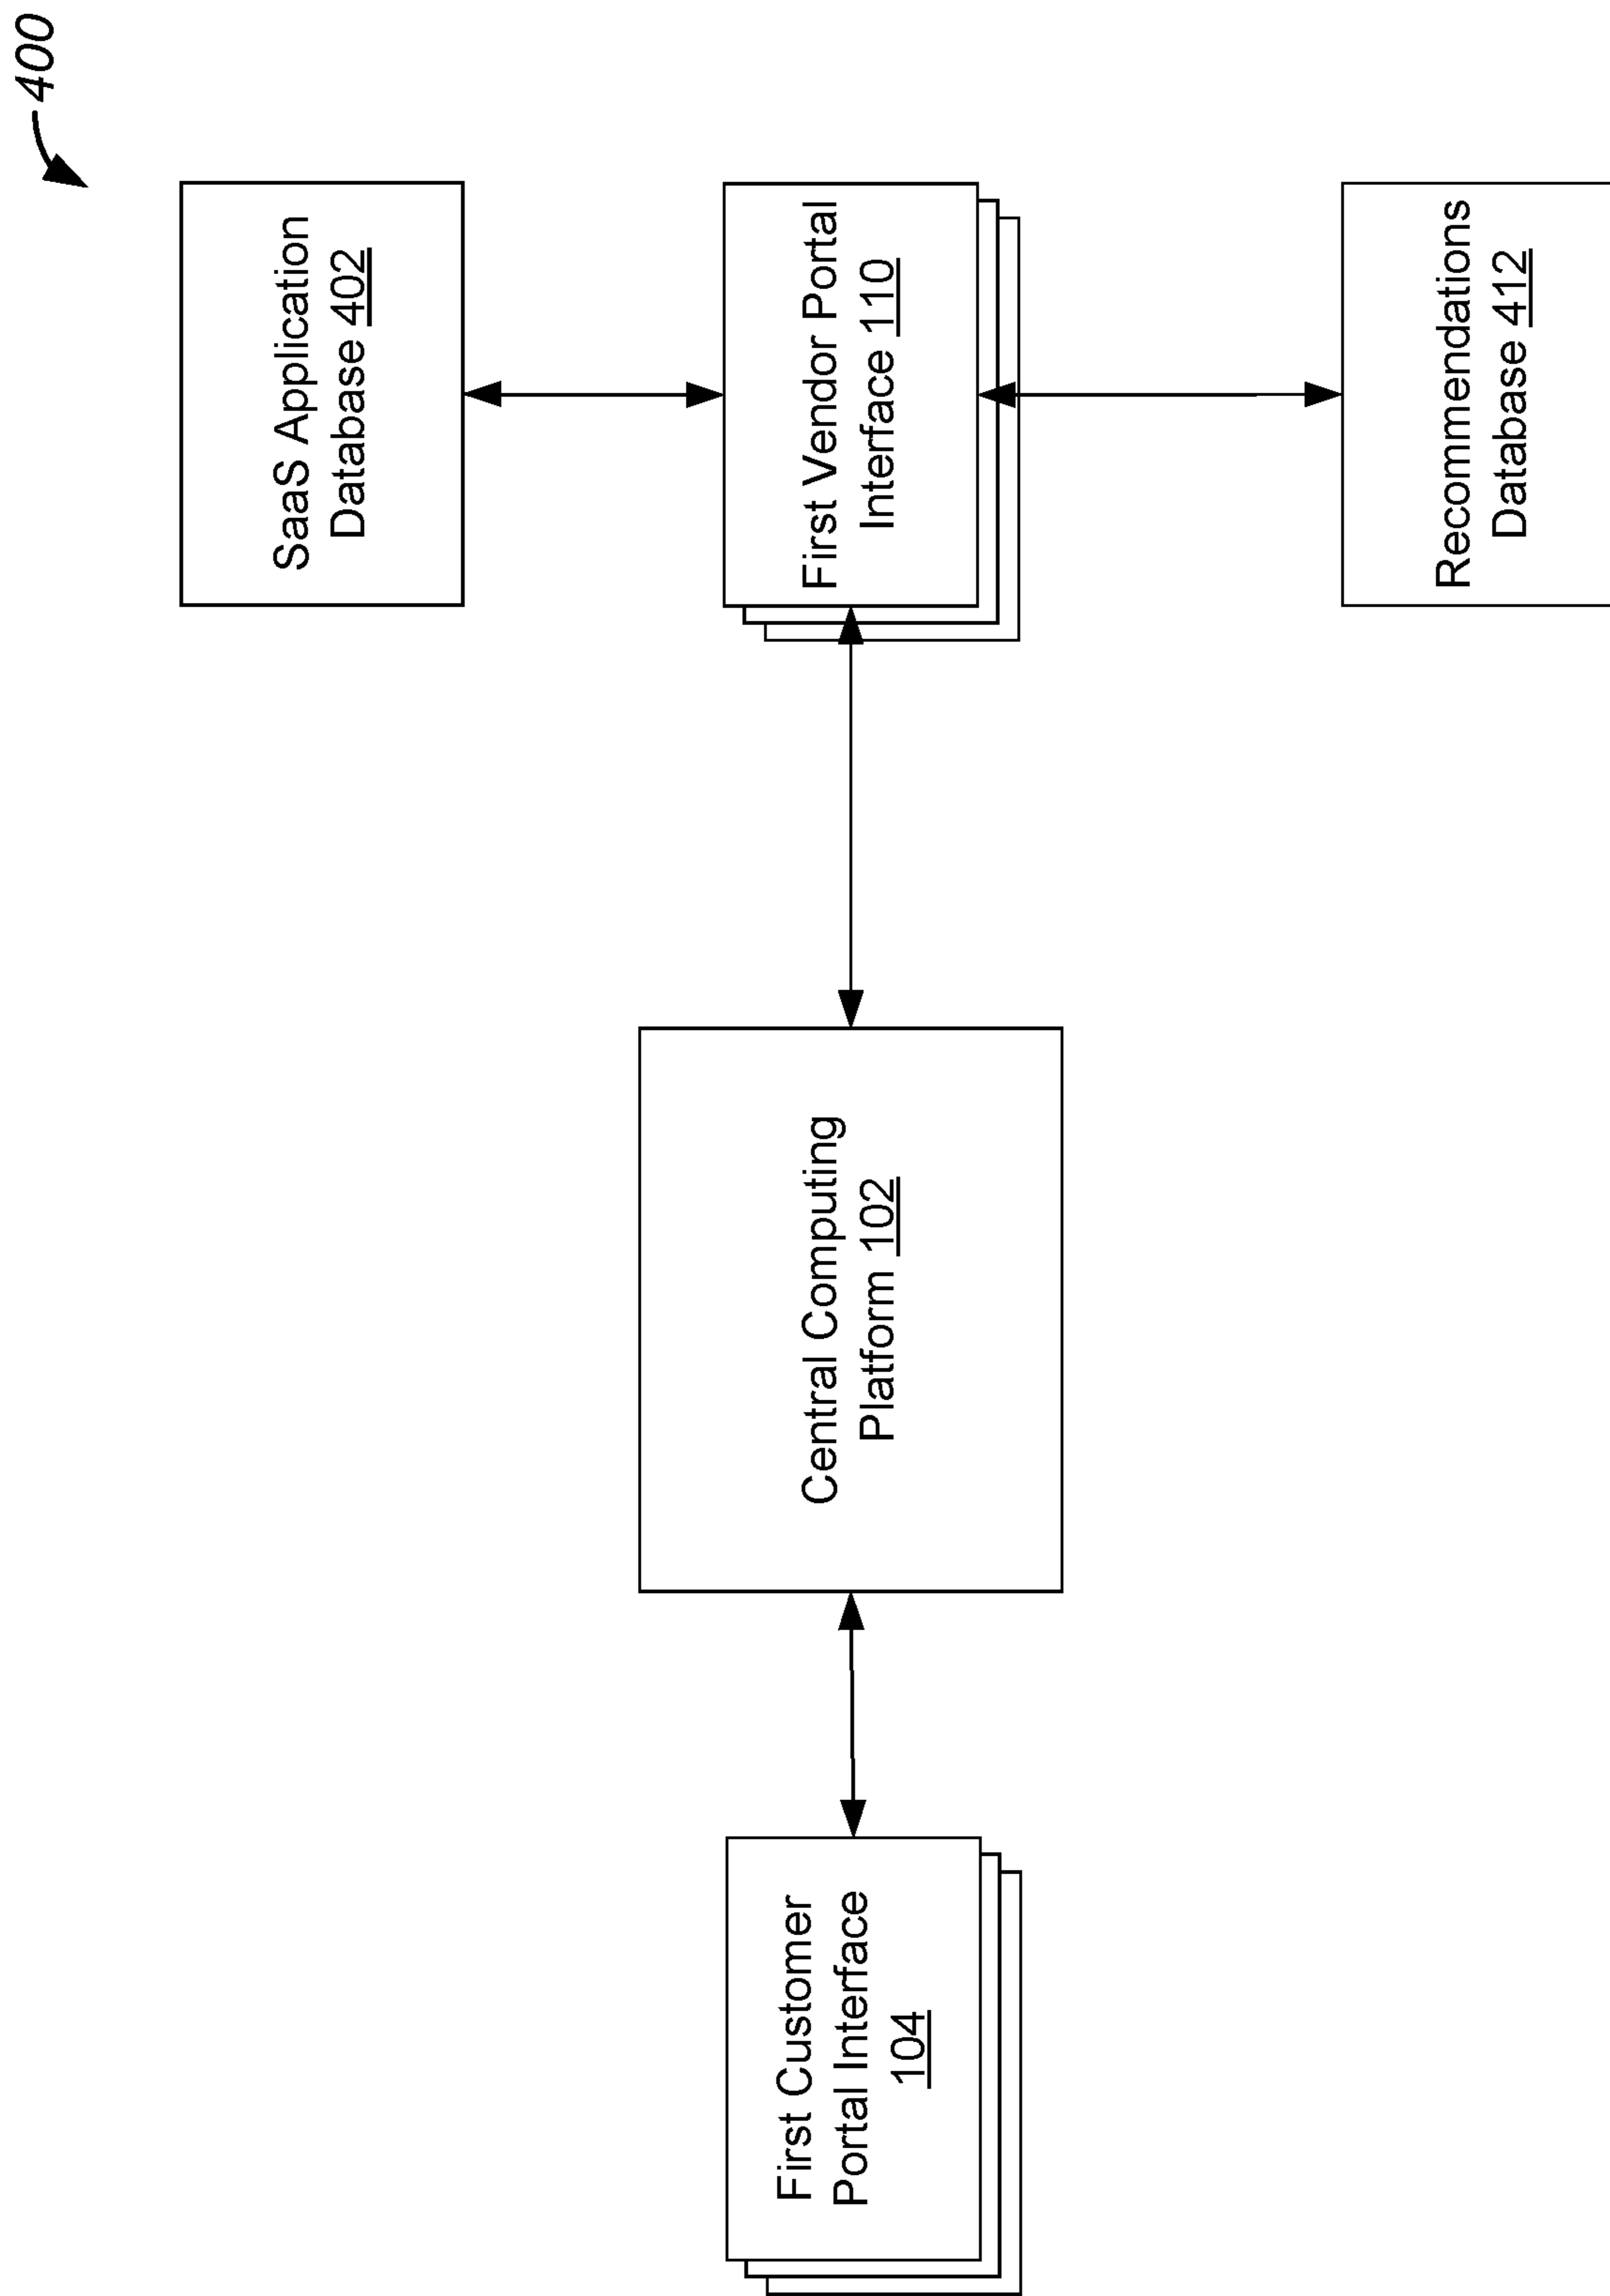 400
SaaS Application
Database 402
First Vendor Portal
Interface 110
Recommendations
Database 412
Central Computing
Platform 102
First Customer
Portal Interface
104